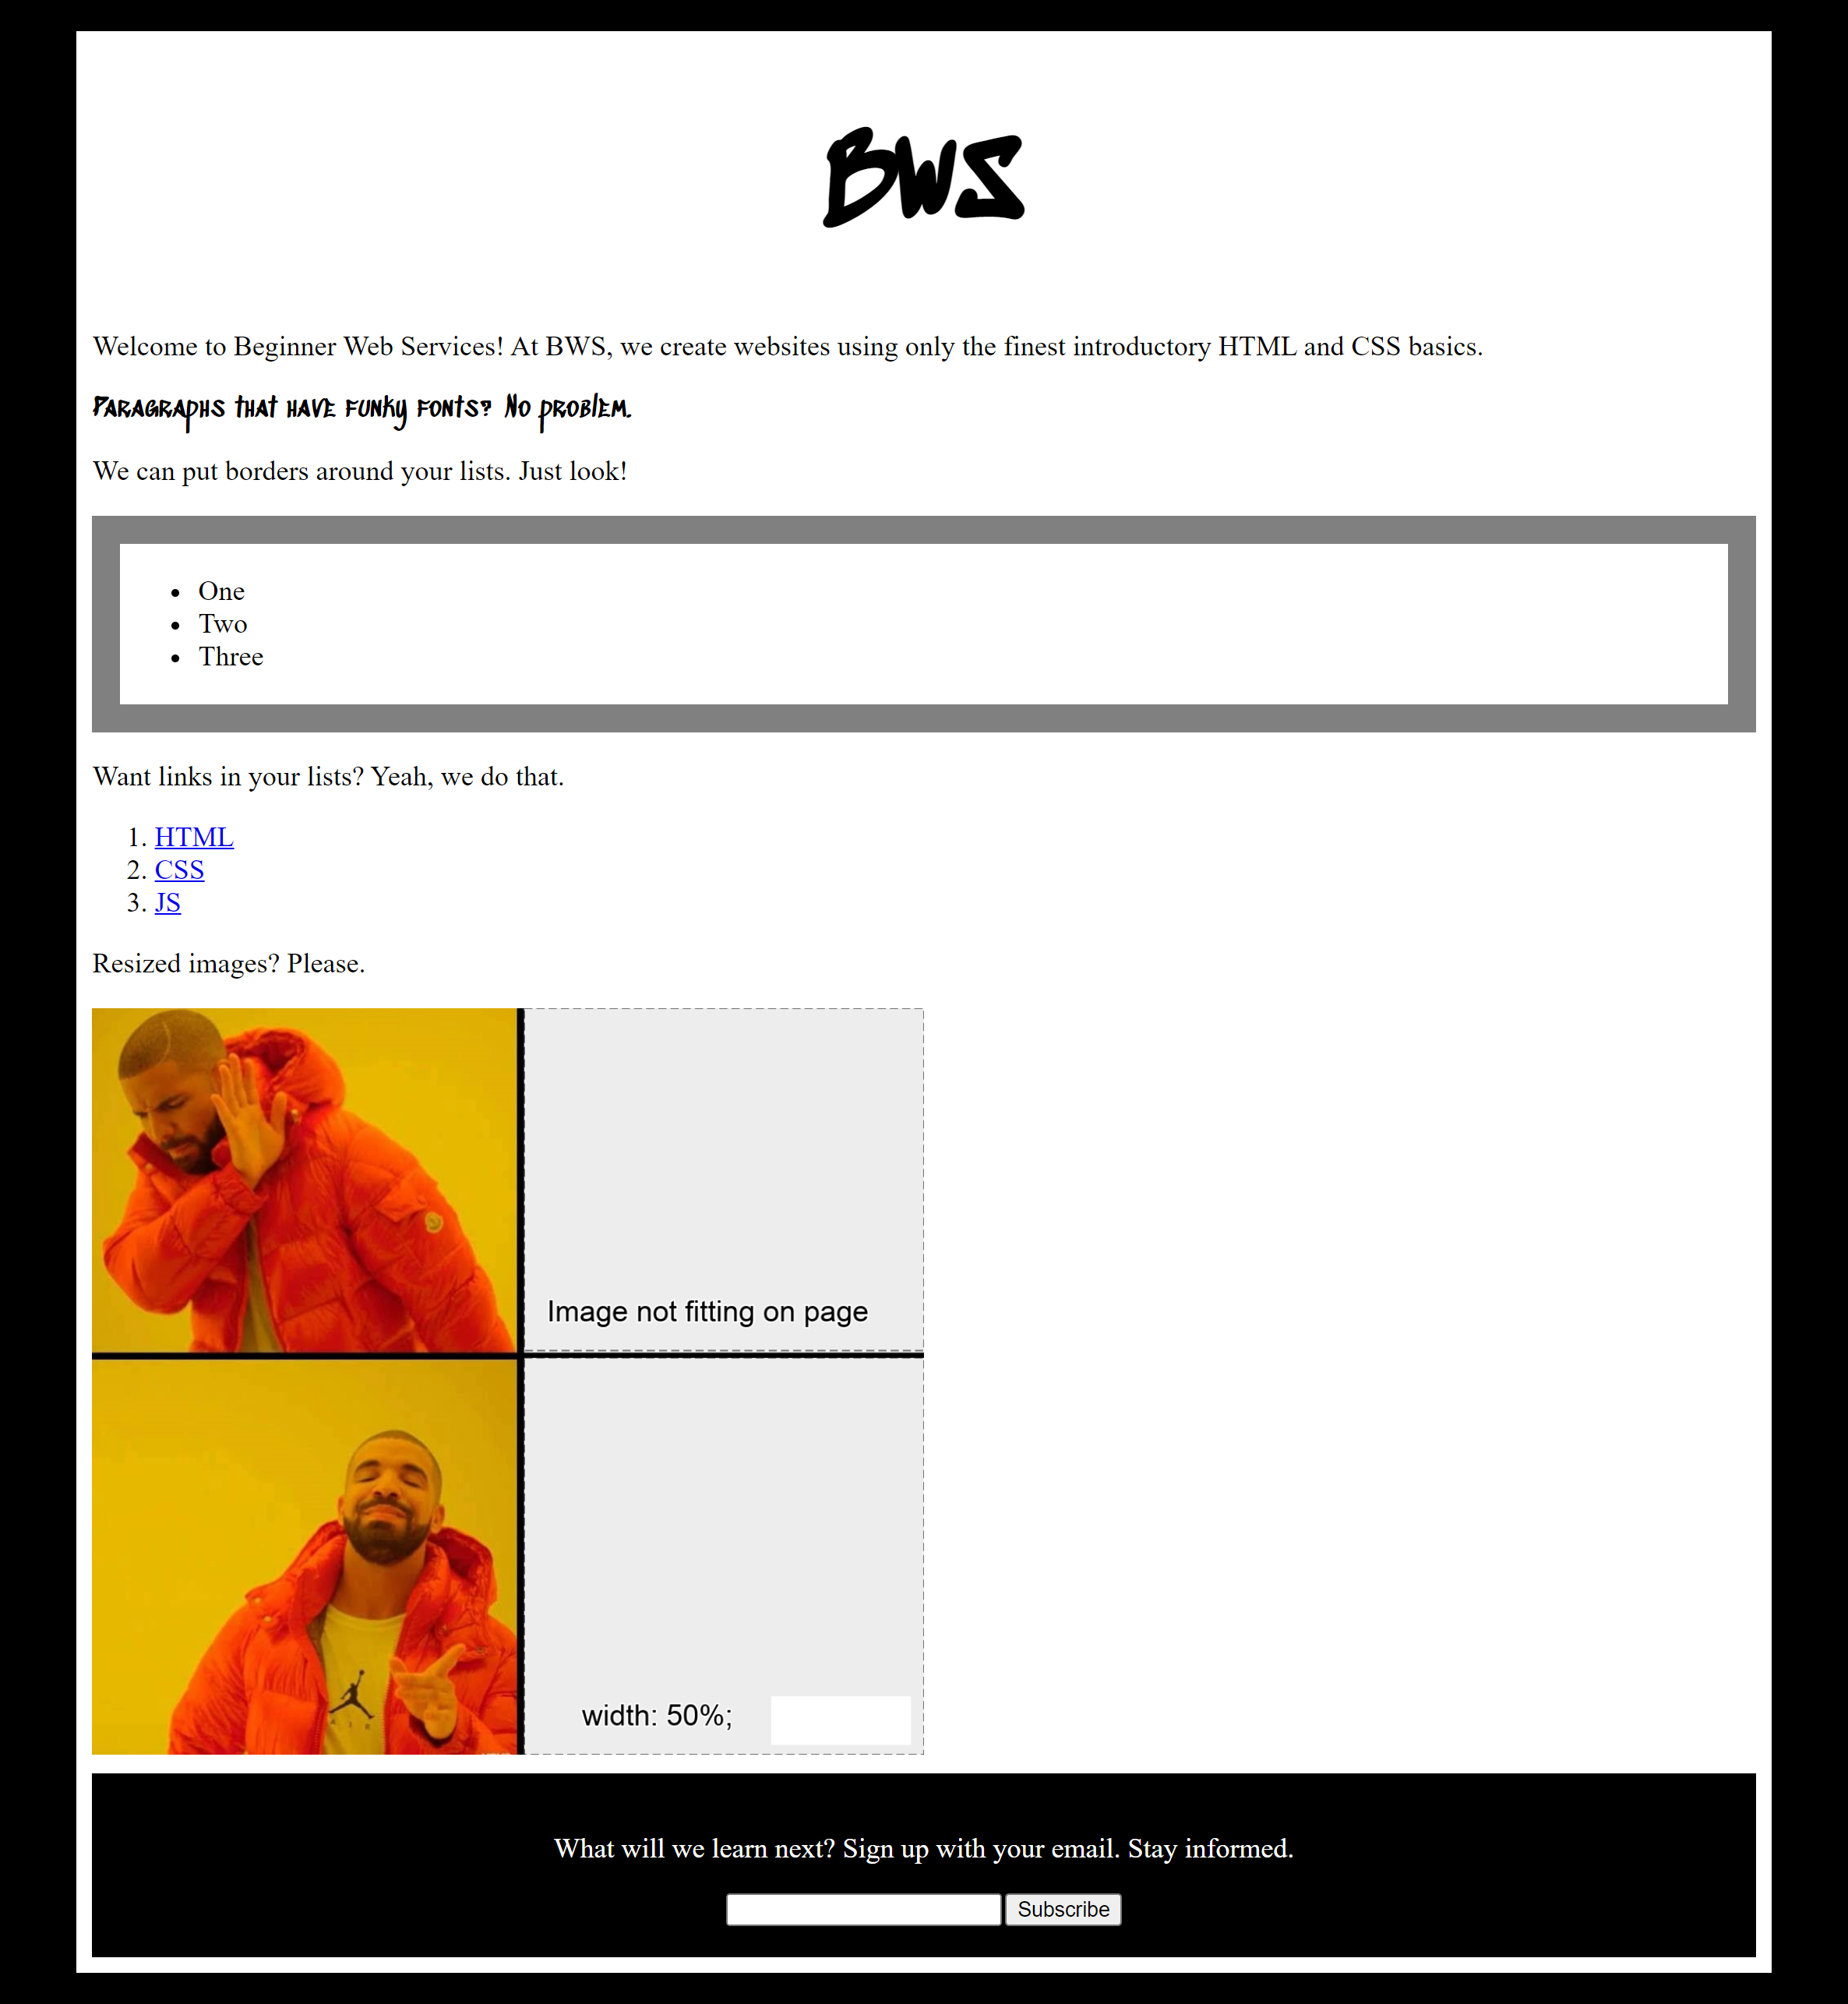 BWS
Welcome to Beginner Web Services! At BWS, we create websites using only the finest introductory HTML and CSS basics.
Paragraphs that have funky fonts? No problem.
We can put borders around your lists. Just look!
• One
• Two
• Three
Want links in your lists? Yeah, we do that.
1. HTML
2. CSS
3. JS
Resized images? Please.
Image not fitting on page
AIR
width: 50%;
What will we learn next? Sign up with your email. Stay informed.
Subscribe